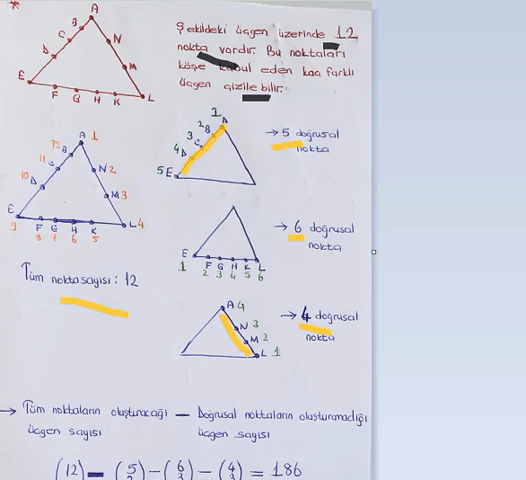 *
Şekildeki üçgen üzerinde 12
nokta vardır. Bu noktaları
köşe kabul eden kaç farklı
üçgen çizilebilir.
A
B
C
D
E
N
M
F G H K L
1
A
2 B
3 C
4 D
5 E
→ 5 doğrusal
nokta
A 1
12 B
11 C
10 D
N 2
M 3
E
9
F G H K L 4
8 7 6 5
E F G H K L
1 2 3 4 5 6
→ 6 doğrusal
nokta
Tüm nokta sayısı : 12
A 4
N 3
M 2
L 1
→ 4 doğrusal
nokta
→ Tüm noktaların oluşturacağı — Doğrusal noktaların oluşturamadığı
üçgen sayısı
üçgen sayısı
(12) - (5) - (6 3) - (4 3) = 186